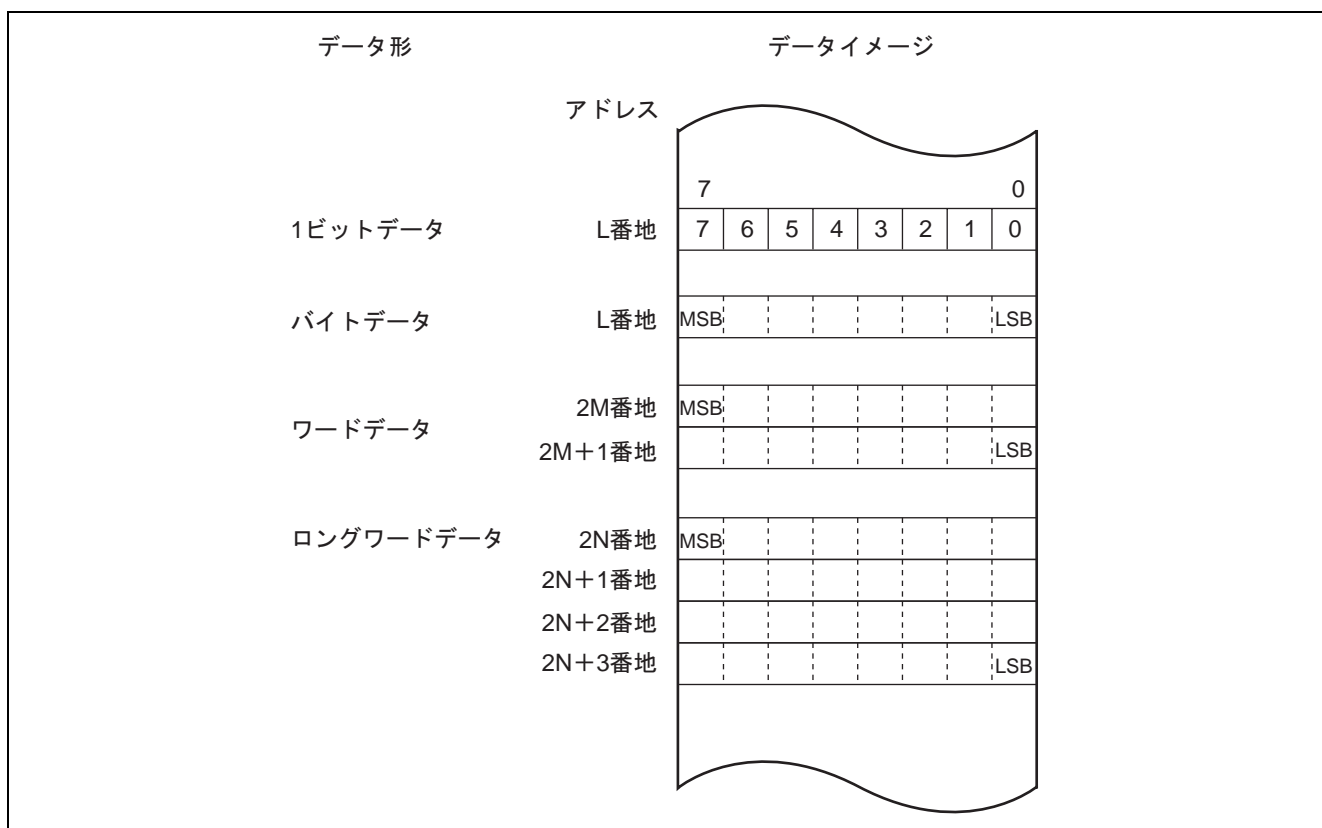 データ形 データイメージ
アドレス
7 0
1ビットデータ L番地 7 6 5 4 3 2 1 0
バイトデータ L番地 MSB LSB
ワードデータ
2M番地 MSB
2M+1番地 LSB
ロングワードデータ 2N番地 MSB
2N+1番地
2N+2番地
2N+3番地 LSB